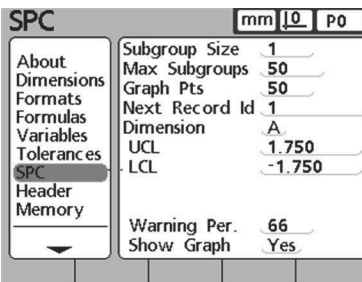 SPC
mm
10
P0
About
Dimensions
Formats
Formulas
Variables
Tolerances
SPC
Header
Memory
Subgroup Size 1
Max Subgroups 50
Graph Pts 50
Next Record Id 1
Dimension A
UCL 1.750
LCL -1.750
Warning Per. 66
Show Graph Yes